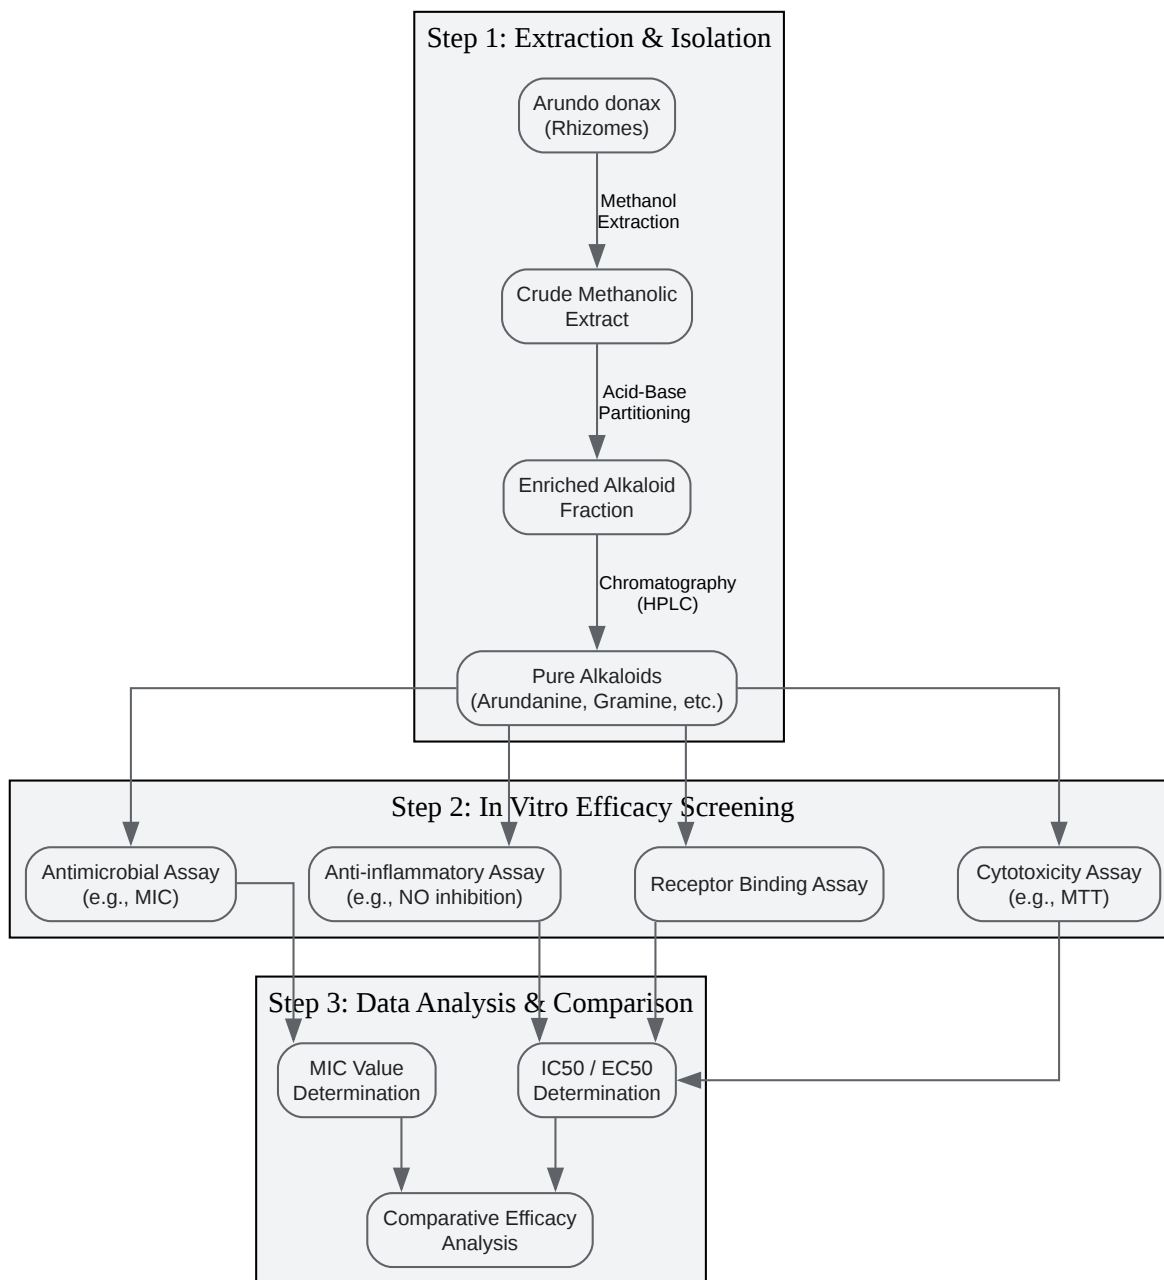 Step 1: Extraction & Isolation
Arundo donax
(Rhizomes)
Methanol
Extraction
Crude Methanolic
Extract
Acid-Base
Partitioning
Enriched Alkaloid
Fraction
Chromatography
(HPLC)
Pure Alkaloids
(Arundanine, Gramine, etc.)
Step 2: In Vitro Efficacy Screening
Antimicrobial Assay
(e.g., MIC)
Anti-inflammatory Assay
(e.g., NO inhibition)
Receptor Binding Assay
Cytotoxicity Assay
(e.g., MTT)
Step 3: Data Analysis & Comparison
MIC Value
Determination
IC50 / EC50
Determination
Comparative Efficacy
Analysis